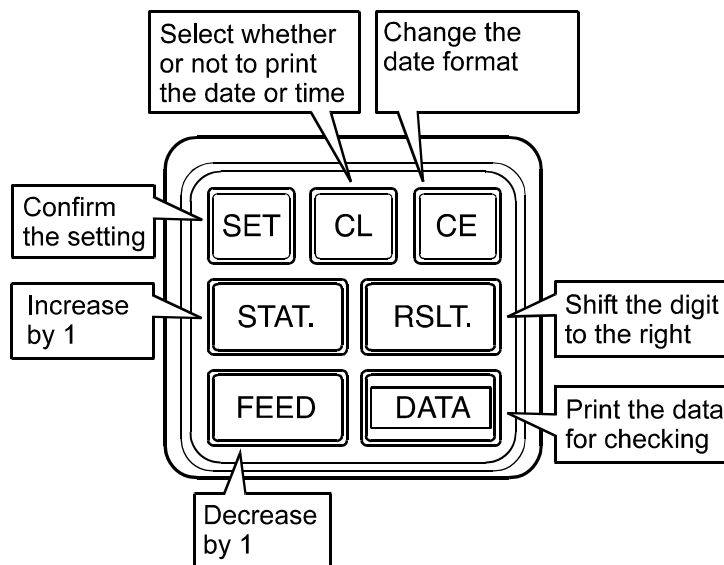 Select whether
or not to print
the date or time
Change the
date format
Confirm
the setting
SET
CL
CE
Increase
by 1
STAT.
RSLT.
Shift the digit
to the right
FEED
DATA
Print the data
for checking
Decrease
by 1